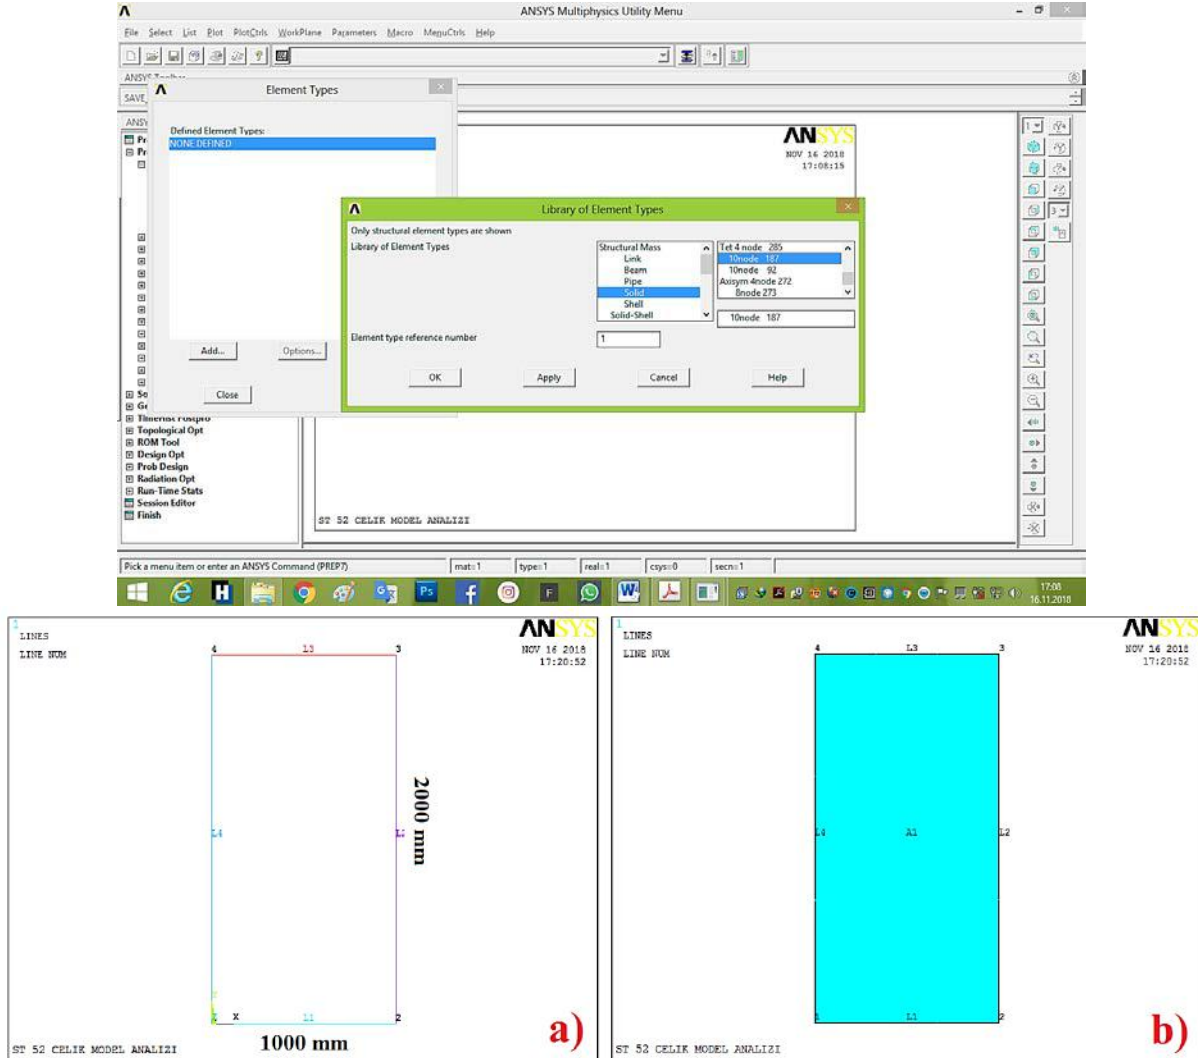 ANSYS Multiphysics Utility Menu
File Select List Plot PlotCtrls WorkPlane Parameters Macro MenuCtrls Help
SAVE
Element Types
Defined Element Types:
NONE DEFINED
Add...
Options...
Close
ANSYS
NOV 16 2018
17:08:15
Library of Element Types
Only structural element types are shown
Library of Element Types
Structural Mass
Link
Beam
Pipe
Solid
Shell
Solid-Shell
Tet 4 node 285
10node 187
10node 92
Axisym 4node 272
8node 273
10node 187
Element type reference number
1
OK
Apply
Cancel
Help
1
3
Topological Opt
ROM Tool
Design Opt
Prob Design
Radiation Opt
Run-Time Stats
Session Editor
Finish
ST 52 CELIK MODEL ANALIZI
Pick a menu item or enter an ANSYS Command (PREP7)
mat=1
type=1
real=1
csys=0
secn=1
17:08
16.11.2018
1
LINES
LINE NUM
ANSYS
NOV 16 2018
17:20:52
4
L3
3
L4
2000 mm
X
L1
2
1000 mm
a)
ST 52 CELIK MODEL ANALIZI
1
LINES
LINE NUM
ANSYS
NOV 16 2018
17:20:52
4
L3
3
L4
A1
L2
1
L1
2
b)
ST 52 CELIK MODEL ANALIZI